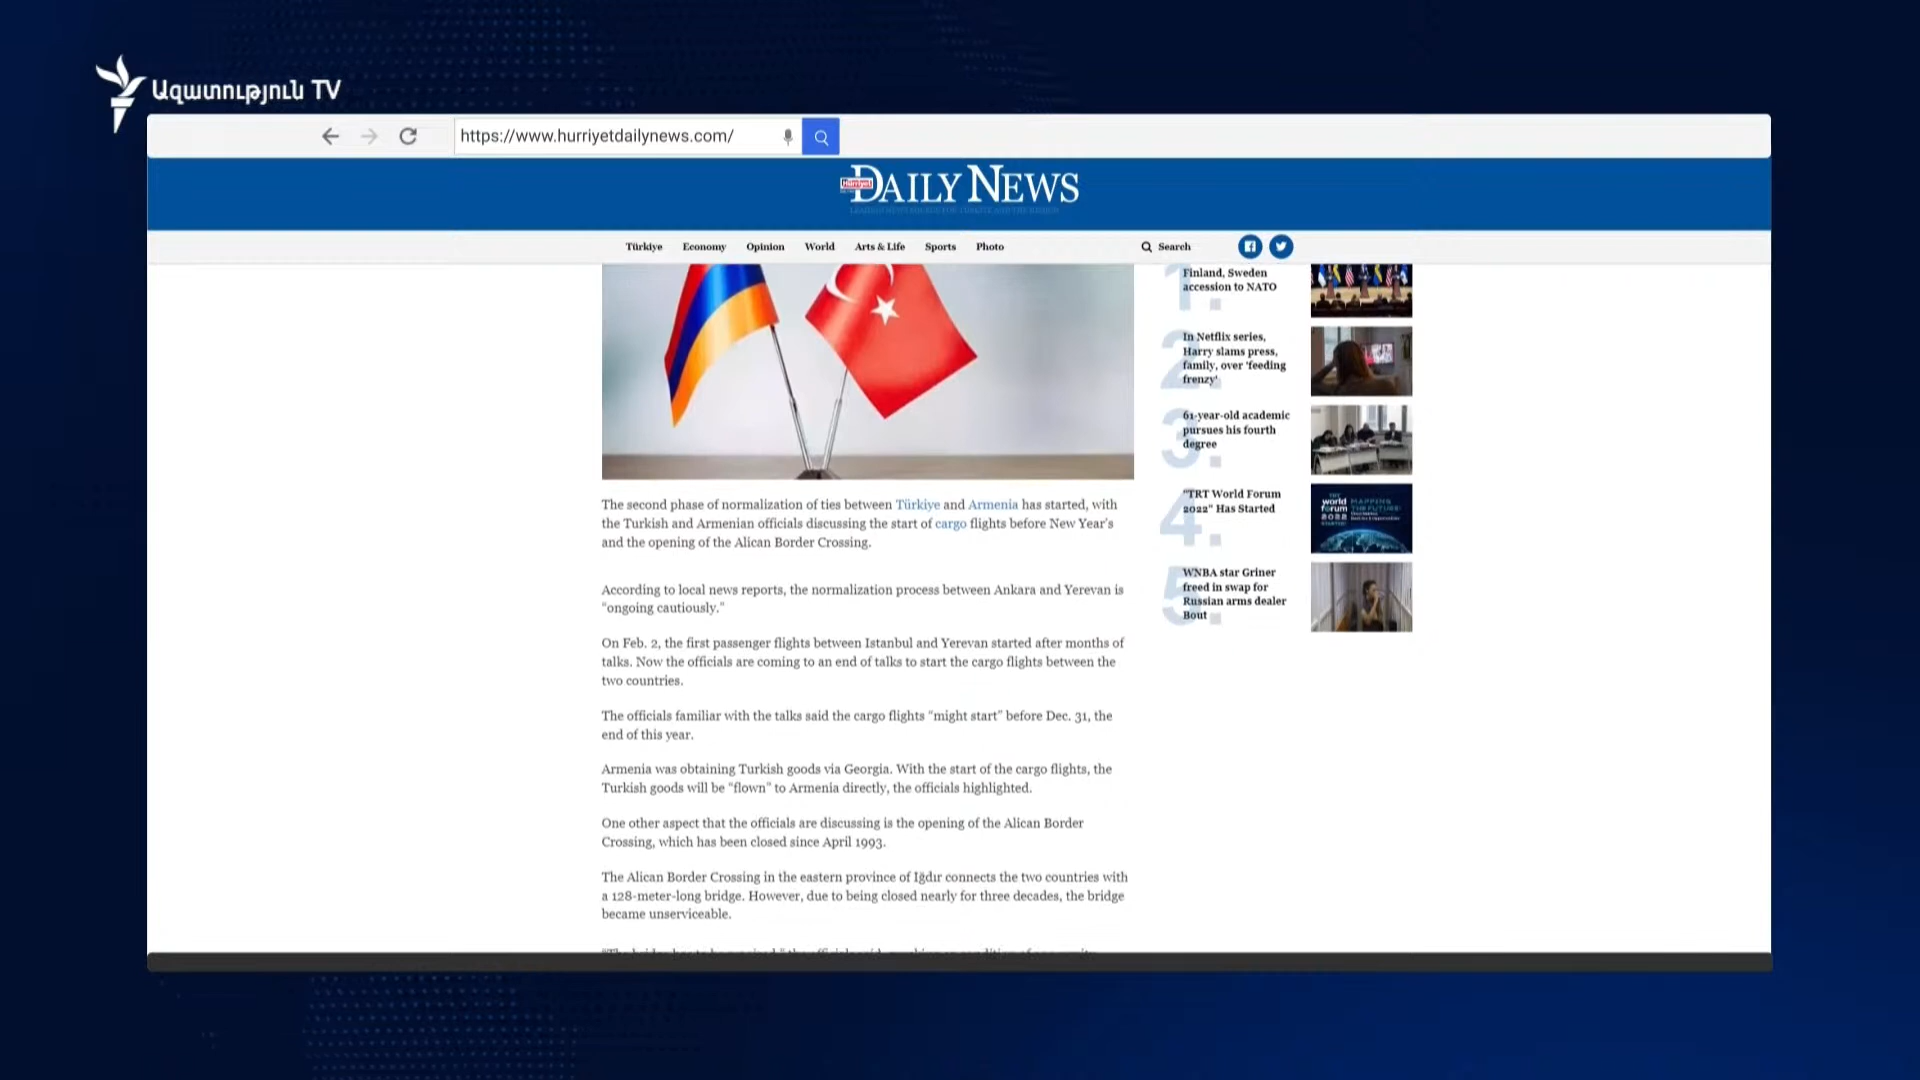 Ազատություն TV
https://www.hurriyetdailynews.com/
Hürriyet
DAILY NEWS
Türkiye Economy Opinion World Arts & Life Sports Photo Search
The second phase of normalization of ties between Türkiye and Armenia has started, with
the Turkish and Armenian officials discussing the start of cargo flights before New Year's
and the opening of the Alican Border Crossing.
According to local news reports, the normalization process between Ankara and Yerevan is
"ongoing cautiously."
On Feb. 2, the first passenger flights between Istanbul and Yerevan started after months of
talks. Now the officials are coming to an end of talks to start the cargo flights between the
two countries.
The officials familiar with the talks said the cargo flights "might start" before Dec. 31, the
end of this year.
Armenia was obtaining Turkish goods via Georgia. With the start of the cargo flights, the
Turkish goods will be "flown" to Armenia directly, the officials highlighted.
One other aspect that the officials are discussing is the opening of the Alican Border
Crossing, which has been closed since April 1993.
The Alican Border Crossing in the eastern province of Iğdır connects the two countries with
a 128-meter-long bridge. However, due to being closed nearly for three decades, the bridge
became unserviceable.
1.
Finland, Sweden
accession to NATO
2.
In Netflix series,
Harry slams press,
family, over 'feeding
frenzy'
3.
61-year-old academic
pursues his fourth
degree
4.
"TRT World Forum
2022" Has Started
world
forum
2022
MAPPING
THE FUTURE:
5.
WNBA star Griner
freed in swap for
Russian arms dealer
Bout